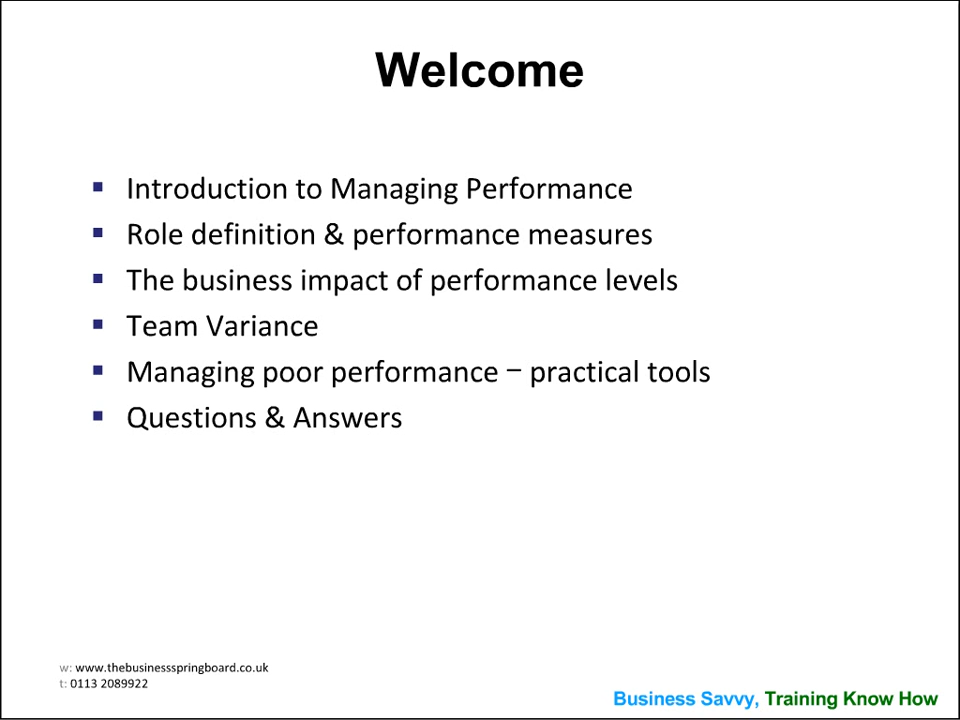 Welcome
▪ Introduction to Managing Performance
▪ Role definition & performance measures
▪ The business impact of performance levels
▪ Team Variance
▪ Managing poor performance – practical tools
▪ Questions & Answers
w: www.thebusinessspringboard.co.uk
t: 0113 2089922
Business Savvy, Training Know How